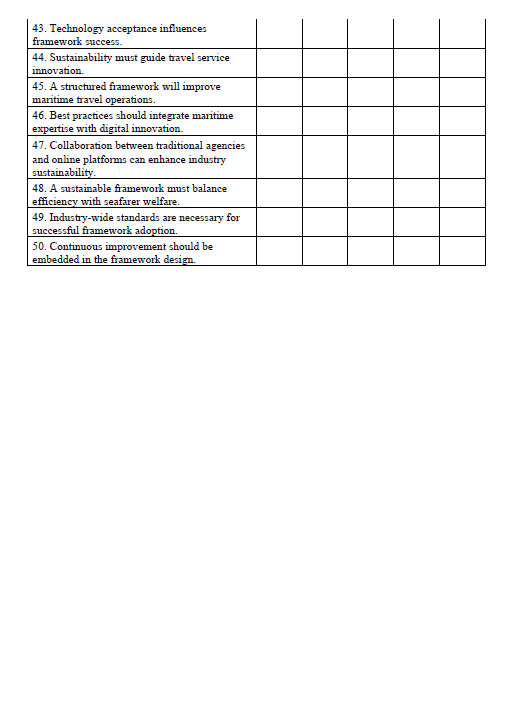 43. Technology acceptance influences
framework success.
44. Sustainability must guide travel service
innovation.
45. A structured framework will improve
maritime travel operations.
46. Best practices should integrate maritime
expertise with digital innovation.
47. Collaboration between traditional agencies
and online platforms can enhance industry
sustainability.
48. A sustainable framework must balance
efficiency with seafarer welfare.
49. Industry-wide standards are necessary for
successful framework adoption.
50. Continuous improvement should be
embedded in the framework design.